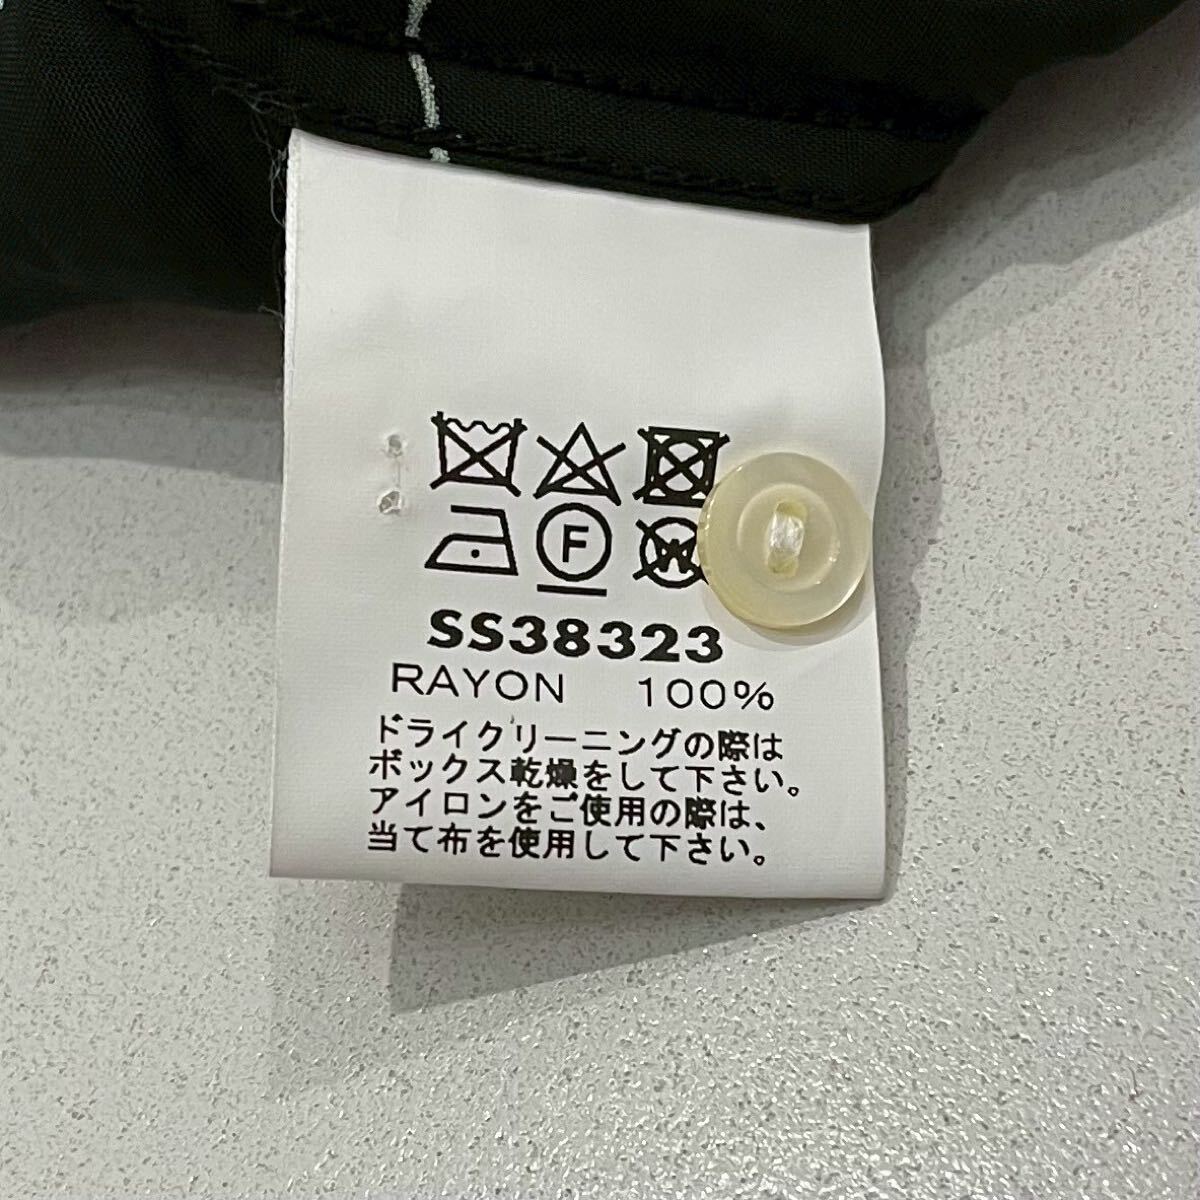 F W
SS38323
RAYON 100%
ドライクリーニングの際は
ボックス乾燥をして下さい。
アイロンをご使用の際は、
当て布を使用して下さい。